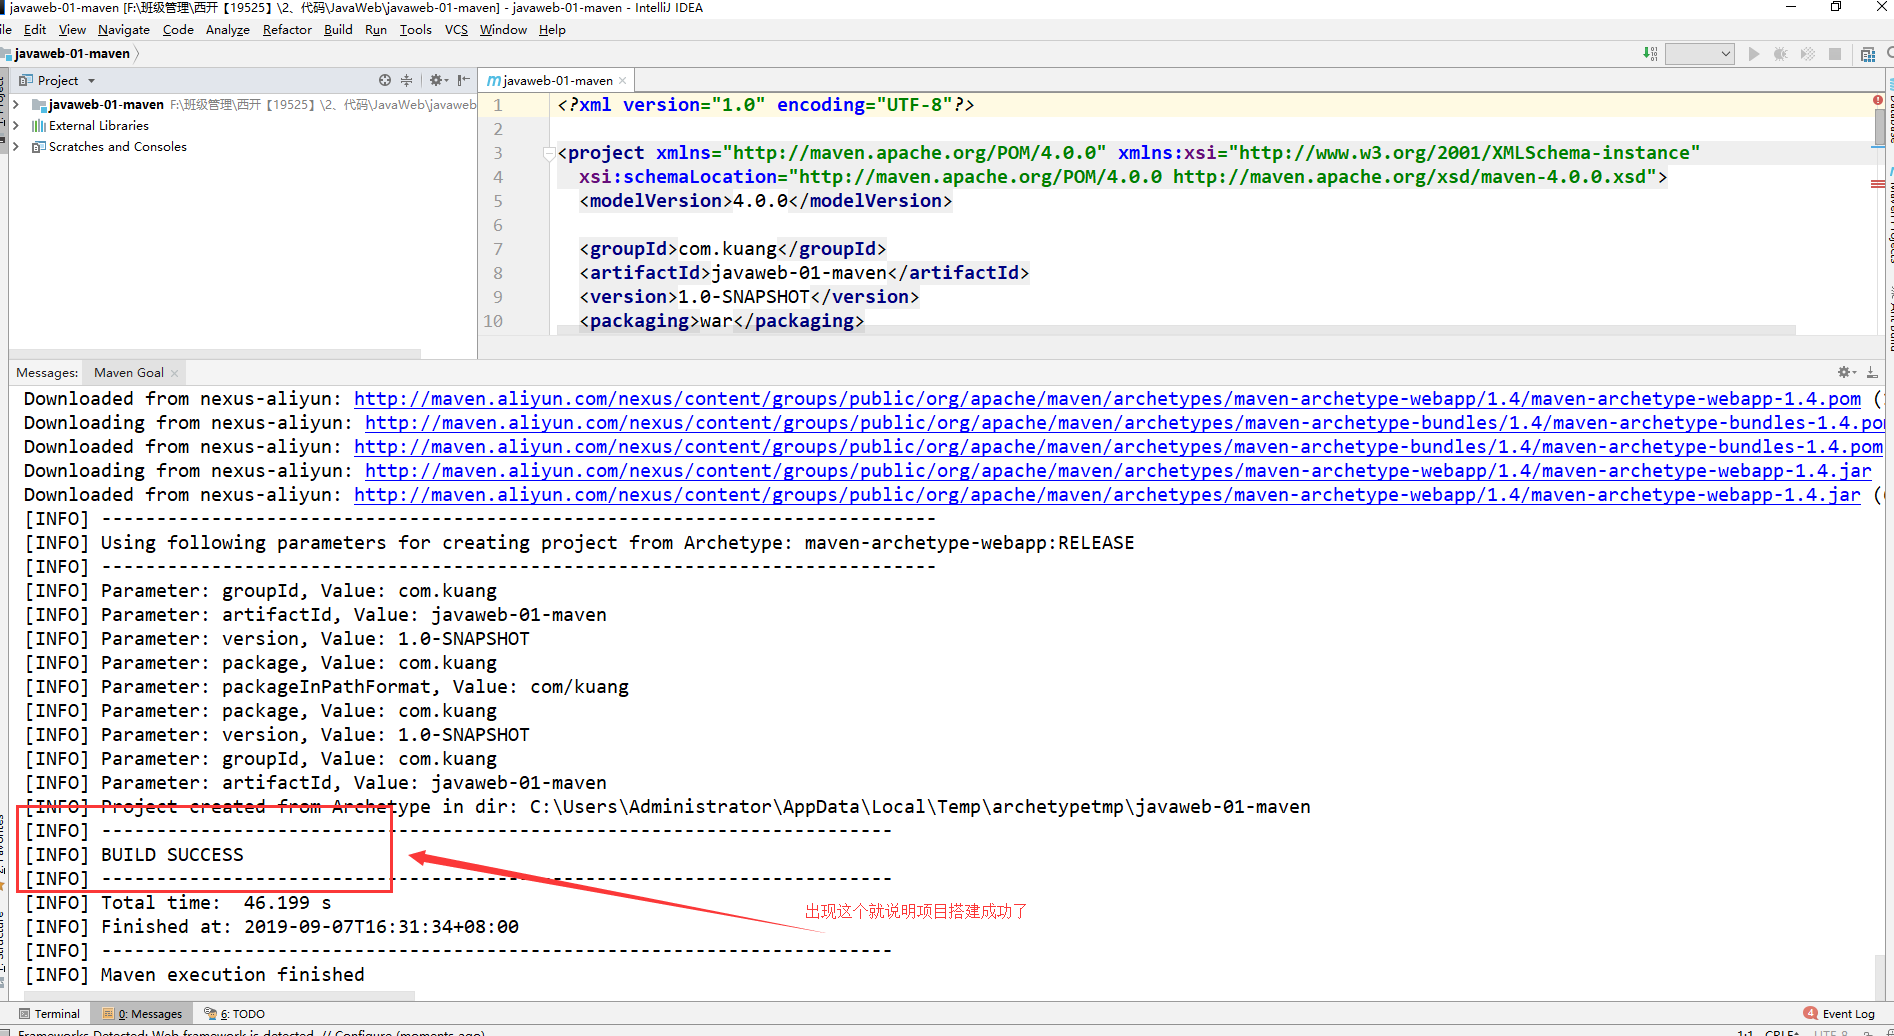 javaweb-01-maven [F:\班级管理\西开【19525】\2、代码\JavaWeb\javaweb-01-maven] - javaweb-01-maven - IntelliJ IDEA
Edit View Navigate Code Analyze Refactor Build Run Tools VCS Window Help
javaweb-01-maven
Project
javaweb-01-maven
javaweb-01-maven F:\班级管理\西开【19525】\2、代码\JavaWeb\javaweb
External Libraries
Scratches and Consoles
1 <?xml version="1.0" encoding="UTF-8"?>
2
3 <project xmlns="http://maven.apache.org/POM/4.0.0" xmlns:xsi="http://www.w3.org/2001/XMLSchema-instance"
4 xsi:schemaLocation="http://maven.apache.org/POM/4.0.0 http://maven.apache.org/xsd/maven-4.0.0.xsd">
5 <modelVersion>4.0.0</modelVersion>
6
7 <groupId>com.kuang</groupId>
8 <artifactId>javaweb-01-maven</artifactId>
9 <version>1.0-SNAPSHOT</version>
10 <packaging>war</packaging>
Messages: Maven Goal
Downloaded from nexus-aliyun: http://maven.aliyun.com/nexus/content/groups/public/org/apache/maven/archetypes/maven-archetype-webapp/1.4/maven-archetype-webapp-1.4.pom (
Downloading from nexus-aliyun: http://maven.aliyun.com/nexus/content/groups/public/org/apache/maven/archetypes/maven-archetype-bundles/1.4/maven-archetype-bundles-1.4.po
Downloaded from nexus-aliyun: http://maven.aliyun.com/nexus/content/groups/public/org/apache/maven/archetypes/maven-archetype-bundles/1.4/maven-archetype-bundles-1.4.pom
Downloading from nexus-aliyun: http://maven.aliyun.com/nexus/content/groups/public/org/apache/maven/archetypes/maven-archetype-webapp/1.4/maven-archetype-webapp-1.4.jar
Downloaded from nexus-aliyun: http://maven.aliyun.com/nexus/content/groups/public/org/apache/maven/archetypes/maven-archetype-webapp/1.4/maven-archetype-webapp-1.4.jar (
[INFO] ----------------------------------------------------------------------------
[INFO] Using following parameters for creating project from Archetype: maven-archetype-webapp:RELEASE
[INFO] ----------------------------------------------------------------------------
[INFO] Parameter: groupId, Value: com.kuang
[INFO] Parameter: artifactId, Value: javaweb-01-maven
[INFO] Parameter: version, Value: 1.0-SNAPSHOT
[INFO] Parameter: package, Value: com.kuang
[INFO] Parameter: packageInPathFormat, Value: com/kuang
[INFO] Parameter: package, Value: com.kuang
[INFO] Parameter: version, Value: 1.0-SNAPSHOT
[INFO] Parameter: groupId, Value: com.kuang
[INFO] Parameter: artifactId, Value: javaweb-01-maven
[INFO] Project created from Archetype in dir: C:\Users\Administrator\AppData\Local\Temp\archetypetmp\javaweb-01-maven
[INFO] ------------------------------------------------------------------------
[INFO] BUILD SUCCESS
[INFO] ------------------------------------------------------------------------
[INFO] Total time:  46.199 s
出现这个就说明项目搭建成功了
[INFO] Finished at: 2019-09-07T16:31:34+08:00
[INFO] ------------------------------------------------------------------------
[INFO] Maven execution finished
Terminal 0: Messages 6: TODO 4 Event Log
Frameworks Detected: Web framework is detected. // Configure (moments ago)